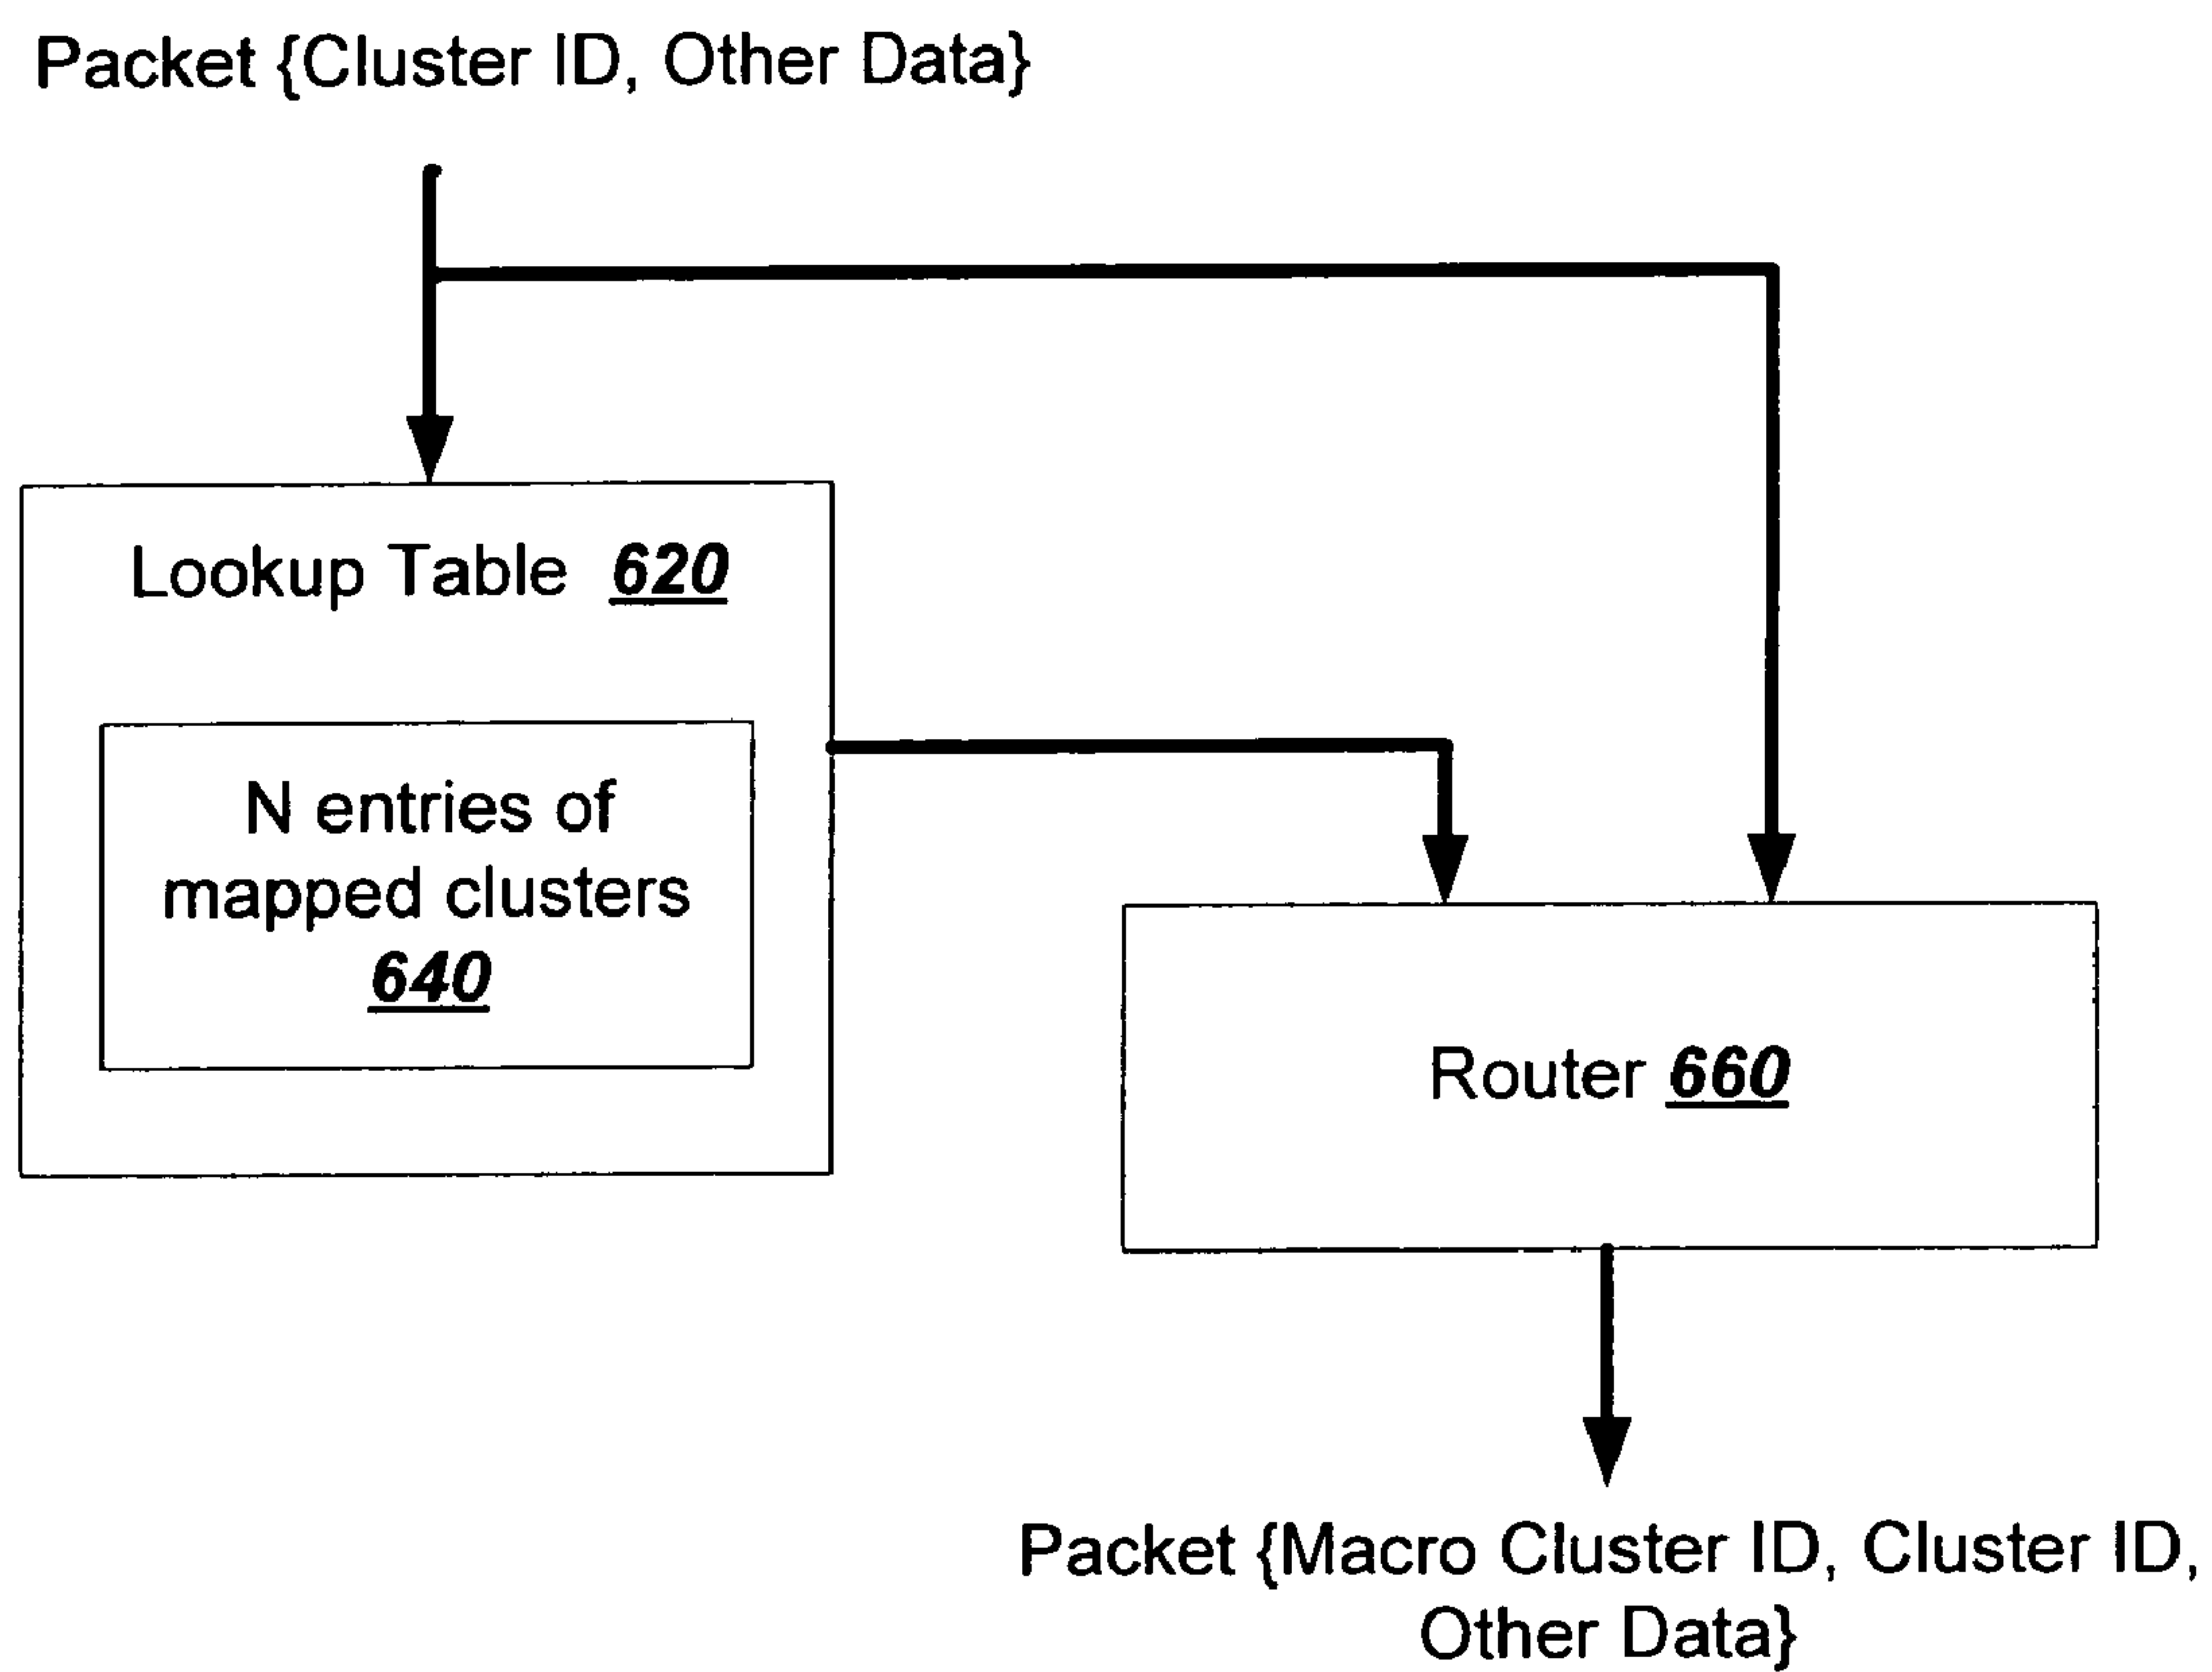 Packet {Cluster ID, Other Data}
Lookup Table 620
N entries of
mapped clusters
640
Router 660
Packet {Macro Cluster ID, Cluster ID,
Other Data}